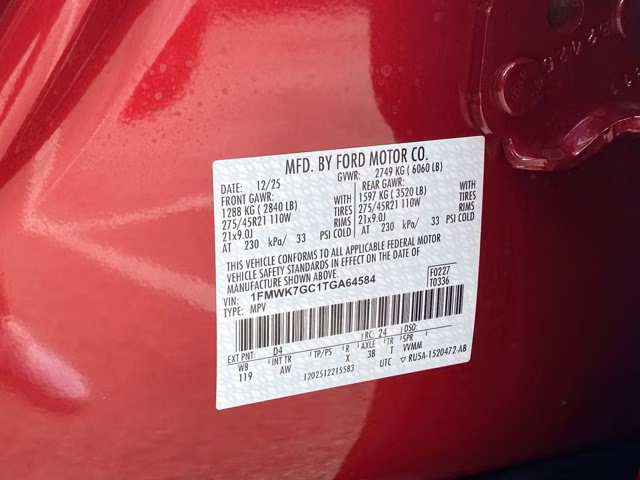 MFD. BY FORD MOTOR CO.
DATE: 12/25 GVWR: 2749 KG (6060 LB)
FRONT GAWR: REAR GAWR:
1288 KG (2840 LB) WITH 1597 KG (3520 LB) WITH
275/45R21 110W TIRES 275/45R21 110W TIRES
21x9.0J RIMS 21x9.0J RIMS
AT 230 kPa/ 33 PSI COLD AT 230 kPa/ 33 PSI COLD
THIS VEHICLE CONFORMS TO ALL APPLICABLE FEDERAL MOTOR
VEHICLE SAFETY STANDARDS IN EFFECT ON THE DATE OF
MANUFACTURE SHOWN ABOVE.
VIN: 1FMWK7GC1TGA64584 F0227
TYPE: MPV T0336
EXT PNT: D4 RC: 24 DSO:
WB INT TR TP/PS R AXLE TR VVMM
119 AW X 3B T
1202512215583 UTC RU5A-1520472-AB